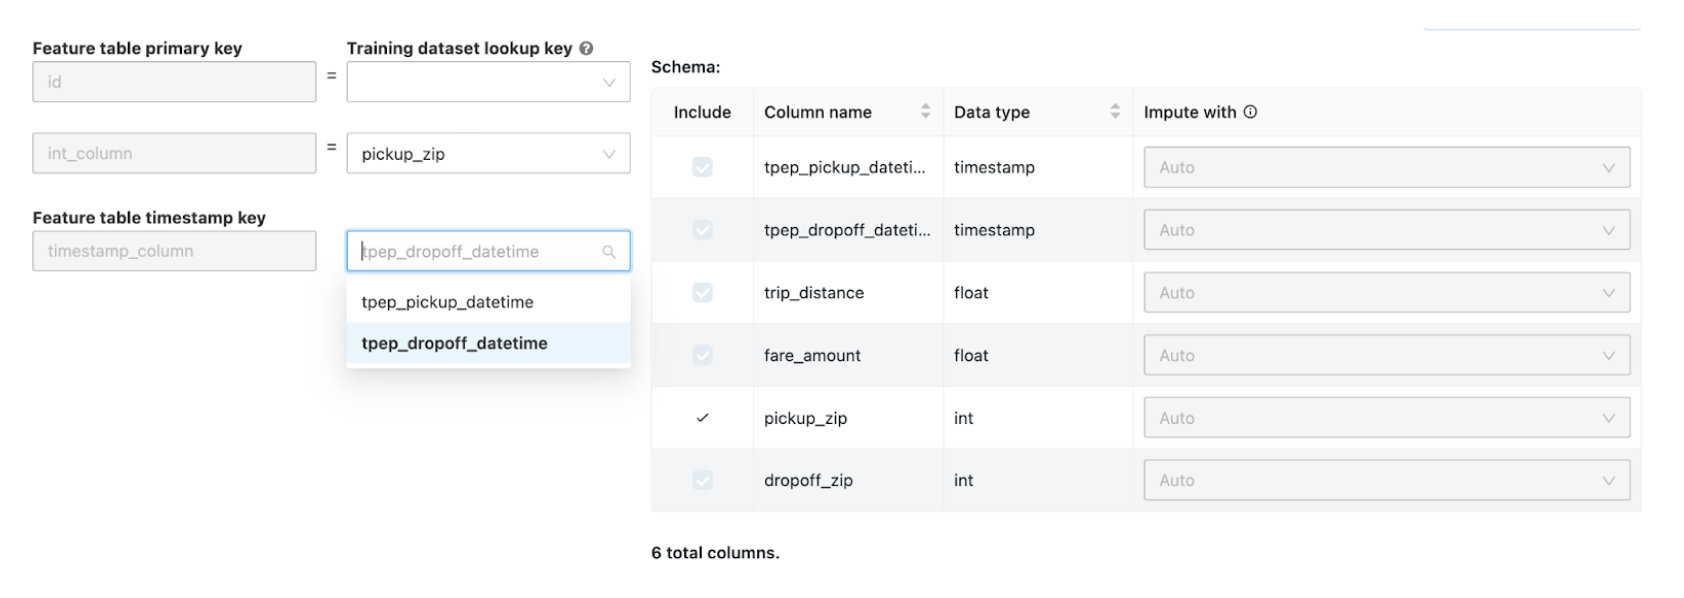 Feature table primary key
Training dataset lookup key
id
=
int_column
=
pickup_zip
Feature table timestamp key
timestamp_column
tpep_dropoff_datetime
tpep_pickup_datetime
tpep_dropoff_datetime
Schema:
Include Column name Data type Impute with
tpep_pickup_dateti... timestamp Auto
tpep_dropoff_dateti... timestamp Auto
trip_distance float Auto
fare_amount float Auto
pickup_zip int Auto
dropoff_zip int Auto
6 total columns.